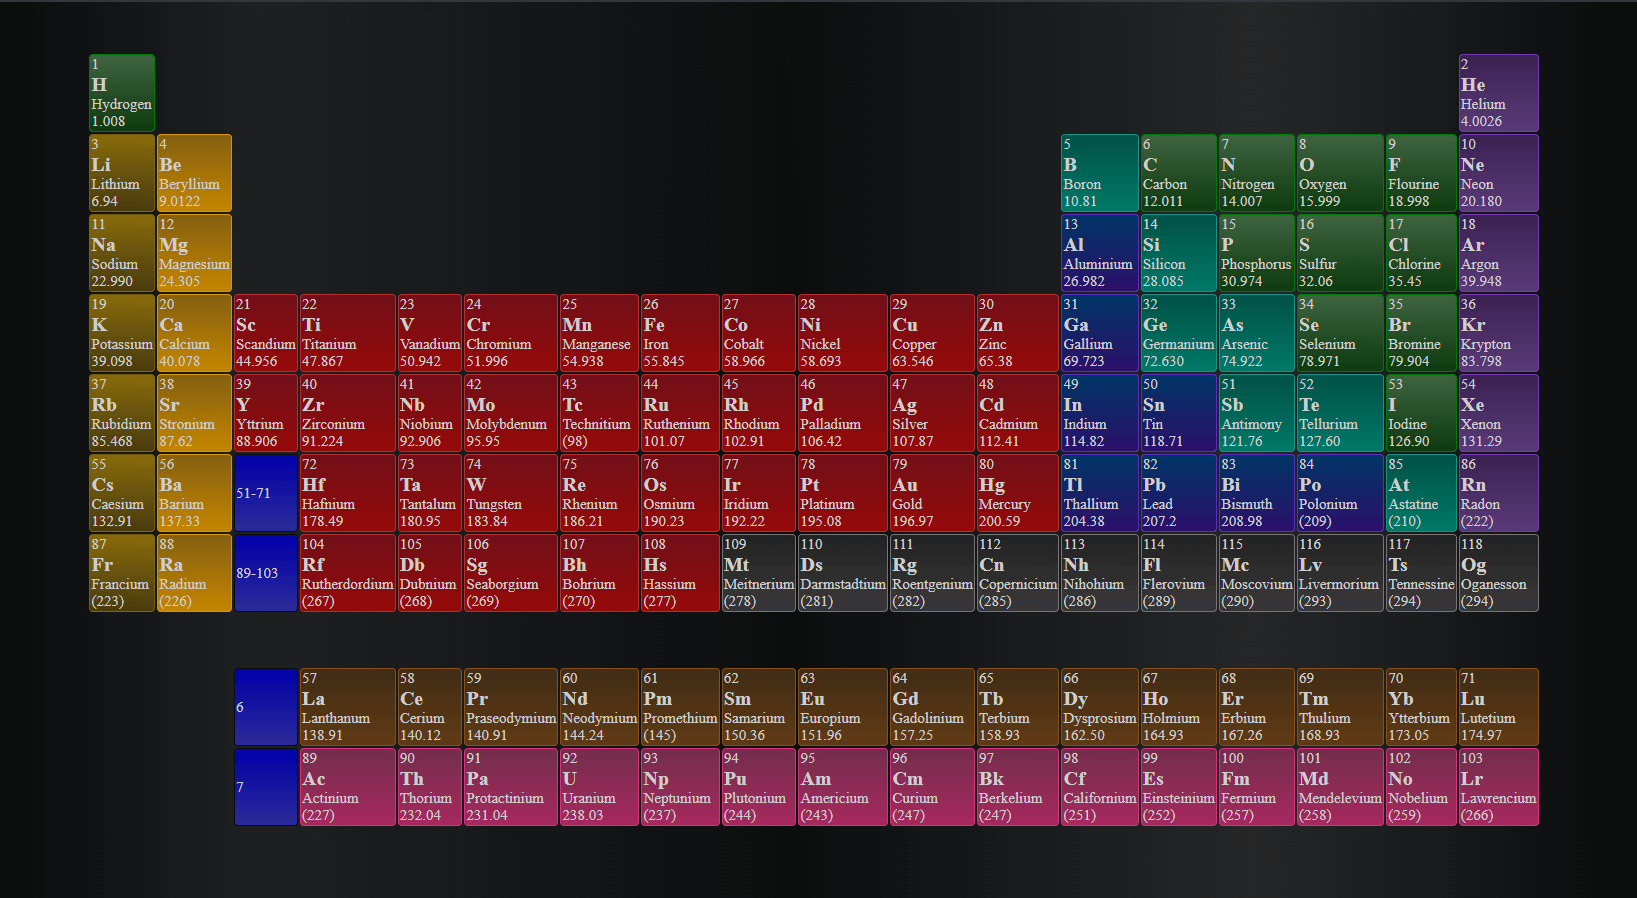 1
H
Hydrogen
1.008
2
He
Helium
4.0026
3
Li
Lithium
6.94
4
Be
Beryllium
9.0122
5
B
Boron
10.81
6
C
Carbon
12.011
7
N
Nitrogen
14.007
8
O
Oxygen
15.999
9
F
Flourine
18.998
10
Ne
Neon
20.180
11
Na
Sodium
22.990
12
Mg
Magnesium
24.305
13
Al
Aluminium
26.982
14
Si
Silicon
28.085
15
P
Phosphorus
30.974
16
S
Sulfur
32.06
17
Cl
Chlorine
35.45
18
Ar
Argon
39.948
19
K
Potassium
39.098
20
Ca
Calcium
40.078
21
Sc
Scandium
44.956
22
Ti
Titanium
47.867
23
V
Vanadium
50.942
24
Cr
Chromium
51.996
25
Mn
Manganese
54.938
26
Fe
Iron
55.845
27
Co
Cobalt
58.966
28
Ni
Nickel
58.693
29
Cu
Copper
63.546
30
Zn
Zinc
65.38
31
Ga
Gallium
69.723
32
Ge
Germanium
72.630
33
As
Arsenic
74.922
34
Se
Selenium
78.971
35
Br
Bromine
79.904
36
Kr
Krypton
83.798
37
Rb
Rubidium
85.468
38
Sr
Stronium
87.62
39
Y
Yttrium
88.906
40
Zr
Zirconium
91.224
41
Nb
Niobium
92.906
42
Mo
Molybdenum
95.95
43
Tc
Technitium
(98)
44
Ru
Ruthenium
101.07
45
Rh
Rhodium
102.91
46
Pd
Palladium
106.42
47
Ag
Silver
107.87
48
Cd
Cadmium
112.41
49
In
Indium
114.82
50
Sn
Tin
118.71
51
Sb
Antimony
121.76
52
Te
Tellurium
127.60
53
I
Iodine
126.90
54
Xe
Xenon
131.29
55
Cs
Caesium
132.91
56
Ba
Barium
137.33
51-71
72
Hf
Hafnium
178.49
73
Ta
Tantalum
180.95
74
W
Tungsten
183.84
75
Re
Rhenium
186.21
76
Os
Osmium
190.23
77
Ir
Iridium
192.22
78
Pt
Platinum
195.08
79
Au
Gold
196.97
80
Hg
Mercury
200.59
81
Tl
Thallium
204.38
82
Pb
Lead
207.2
83
Bi
Bismuth
208.98
84
Po
Polonium
(209)
85
At
Astatine
(210)
86
Rn
Radon
(222)
87
Fr
Francium
(223)
88
Ra
Radium
(226)
89-103
104
Rf
Rutherdordium
(267)
105
Db
Dubnium
(268)
106
Sg
Seaborgium
(269)
107
Bh
Bohrium
(270)
108
Hs
Hassium
(277)
109
Mt
Meitnerium
(278)
110
Ds
Darmstadtium
(281)
111
Rg
Roentgenium
(282)
112
Cn
Copernicium
(285)
113
Nh
Nihohium
(286)
114
Fl
Flerovium
(289)
115
Mc
Moscovium
(290)
116
Lv
Livermorium
(293)
117
Ts
Tennessine
(294)
118
Og
Oganesson
(294)
6
57
La
Lanthanum
138.91
58
Ce
Cerium
140.12
59
Pr
Praseodymium
140.91
60
Nd
Neodymium
144.24
61
Pm
Promethium
(145)
62
Sm
Samarium
150.36
63
Eu
Europium
151.96
64
Gd
Gadolinium
157.25
65
Tb
Terbium
158.93
66
Dy
Dysprosium
162.50
67
Ho
Holmium
164.93
68
Er
Erbium
167.26
69
Tm
Thulium
168.93
70
Yb
Ytterbium
173.05
71
Lu
Lutetium
174.97
7
89
Ac
Actinium
(227)
90
Th
Thorium
232.04
91
Pa
Protactinium
231.04
92
U
Uranium
238.03
93
Np
Neptunium
(237)
94
Pu
Plutonium
(244)
95
Am
Americium
(243)
96
Cm
Curium
(247)
97
Bk
Berkelium
(247)
98
Cf
Californium
(251)
99
Es
Einsteinium
(252)
100
Fm
Fermium
(257)
101
Md
Mendelevium
(258)
102
No
Nobelium
(259)
103
Lr
Lawrencium
(266)